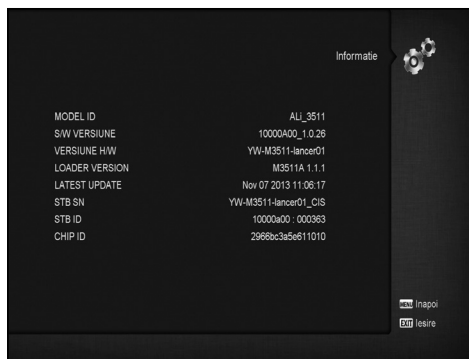 Informatie
MODEL ID ALi_3511
S/W VERSIUNE 10000A00_1.0.26
VERSIUNE H/W YW-M3511-lancer01
LOADER VERSION M3511A 1.1.1
LATEST UPDATE Nov 07 2013 11:06:17
STB SN YW-M3511-lancer01_CIS
STB ID 10000a00 : 000363
CHIP ID 2966bc3a5e611010
MENU Inapoi
EXIT Iesire